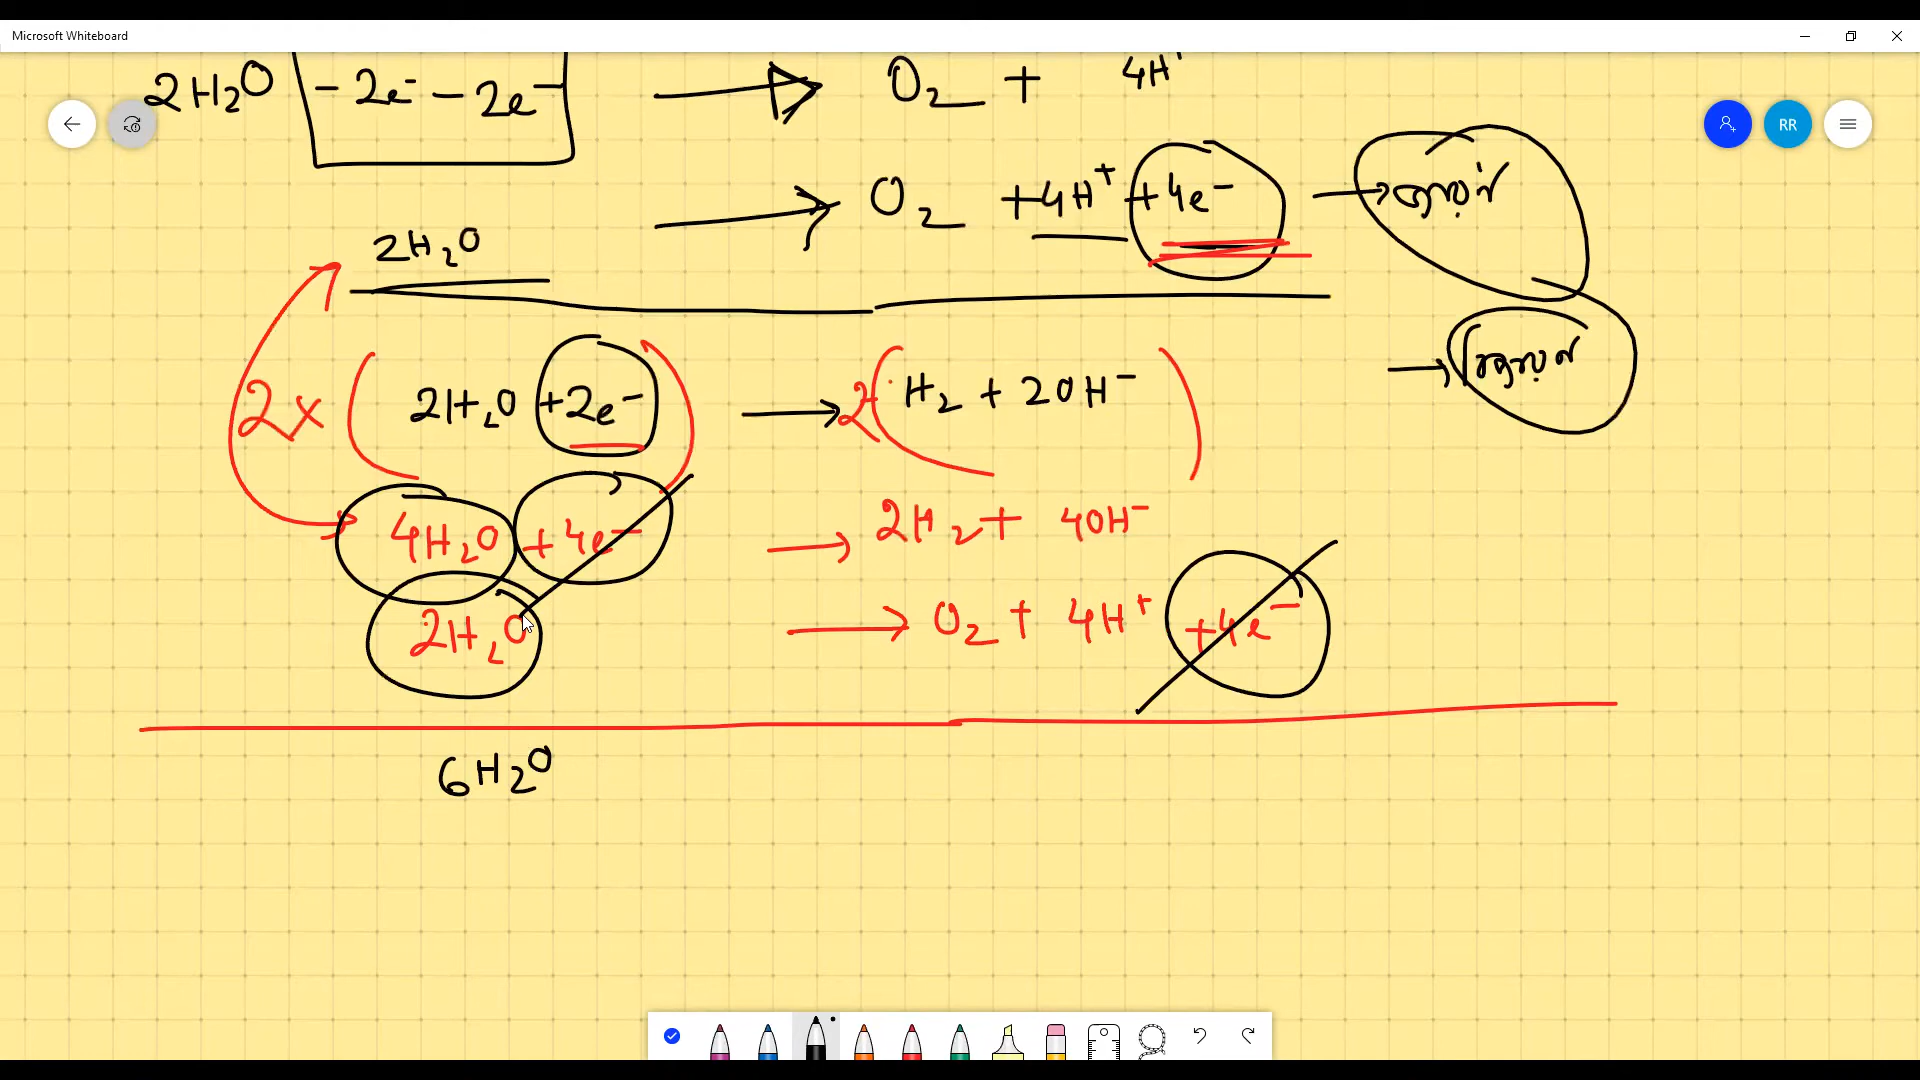 Microsoft Whiteboard
2H₂O - 2e⁻ - 2e⁻ → O₂ + 4H⁺
2H₂O → O₂ + 4H⁺ + 4e⁻ →
RR
2x ( 2H₂O + 2e⁻ ) → 2 ( H₂ + 2OH⁻ ) →
4H₂O + 4e⁻ → 2H₂ + 4OH⁻
2H₂O → O₂ + 4H⁺ + 4e⁻
6H₂O